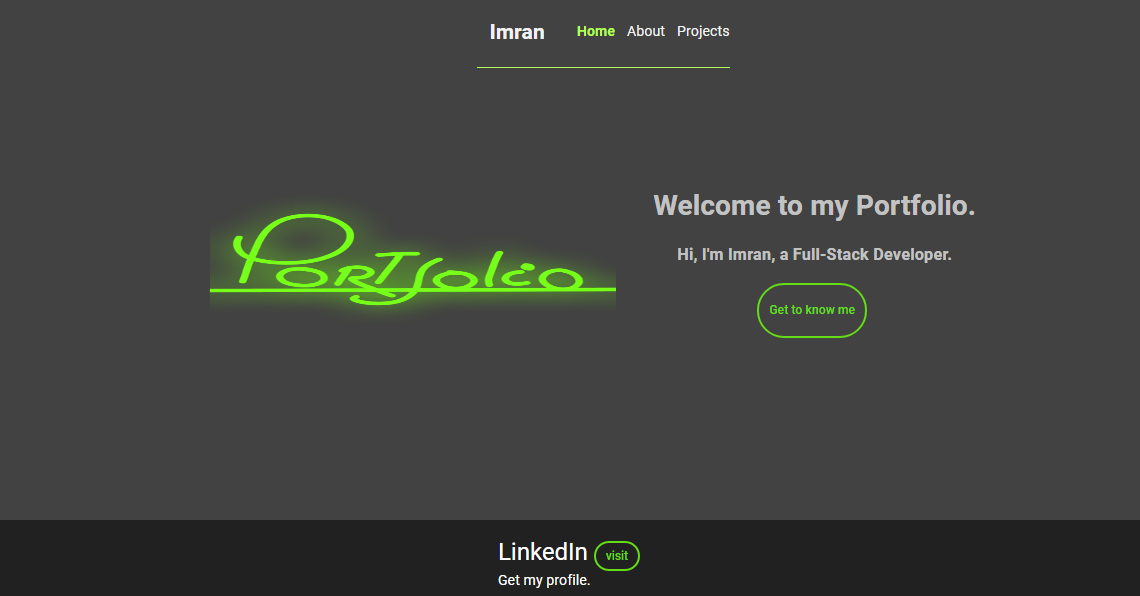 Imran Home About Projects
Portfolio
Welcome to my Portfolio.
Hi, I'm Imran, a Full-Stack Developer.
Get to know me
LinkedIn visit
Get my profile.